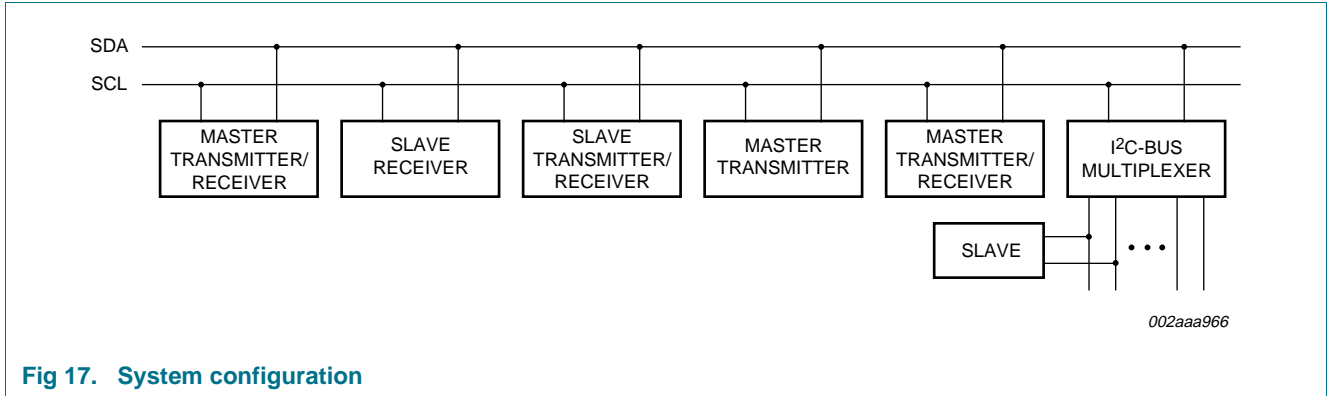 SDA
SCL
MASTER
TRANSMITTER/
RECEIVER
SLAVE
RECEIVER
SLAVE
TRANSMITTER/
RECEIVER
MASTER
TRANSMITTER
MASTER
TRANSMITTER/
RECEIVER
I²C-BUS
MULTIPLEXER
SLAVE
002aaa966
Fig 17. System configuration